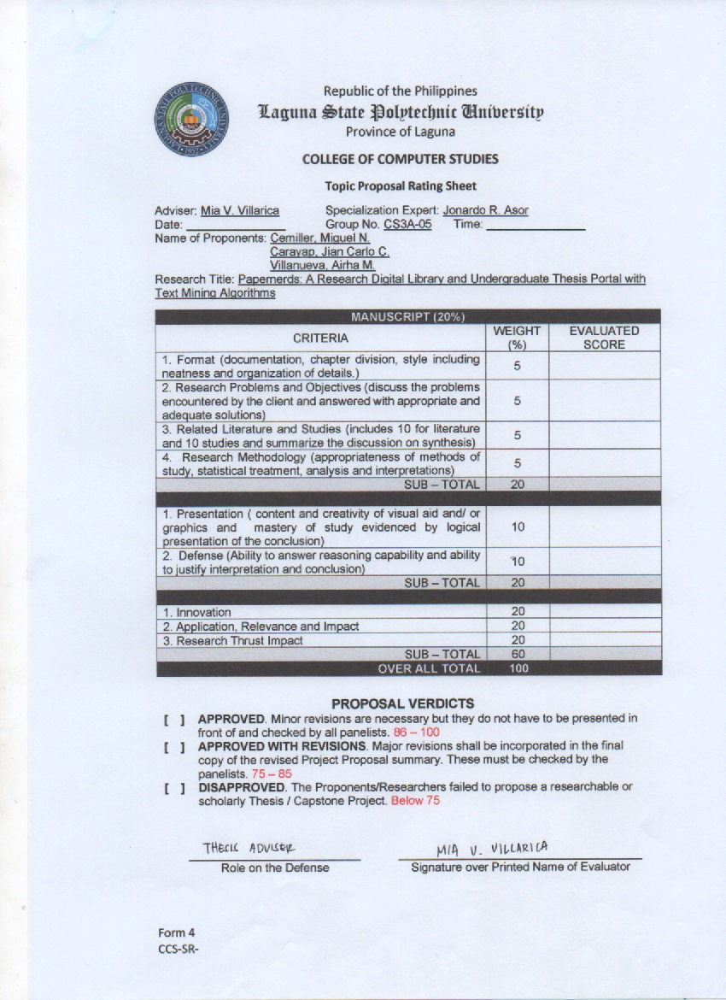 Republic of the Philippines
Laguna State Polytechnic University
Province of Laguna
COLLEGE OF COMPUTER STUDIES
Topic Proposal Rating Sheet
Adviser: Mia V. Villarica Specialization Expert: Jonardo R. Asor
Date: Group No. CS3A-05 Time:
Name of Proponents: Cemiller, Miguel N.
Carayap, Jian Carlo C.
Villanueva, Airha M.
Research Title: Papernerds: A Research Digital Library and Undergraduate Thesis Portal with
Text Mining Algorithms
MANUSCRIPT (20%)
CRITERIA WEIGHT (%) EVALUATED SCORE
1. Format (documentation, chapter division, style including
neatness and organization of details.) 5
2. Research Problems and Objectives (discuss the problems
encountered by the client and answered with appropriate and 5
adequate solutions)
3. Related Literature and Studies (includes 10 for literature
and 10 studies and summarize the discussion on synthesis) 5
4. Research Methodology (appropriateness of methods of
study, statistical treatment, analysis and interpretations) 5
SUB – TOTAL 20
1. Presentation ( content and creativity of visual aid and/ or
graphics and mastery of study evidenced by logical 10
presentation of the conclusion)
2. Defense (Ability to answer reasoning capability and ability
to justify interpretation and conclusion) 10
SUB – TOTAL 20
1. Innovation 20
2. Application, Relevance and Impact 20
3. Research Thrust Impact 20
SUB – TOTAL 60
OVER ALL TOTAL 100
PROPOSAL VERDICTS
[ ] APPROVED. Minor revisions are necessary but they do not have to be presented in
front of and checked by all panelists. 86 – 100
[ ] APPROVED WITH REVISIONS. Major revisions shall be incorporated in the final
copy of the revised Project Proposal summary. These must be checked by the
panelists. 75 – 85
[ ] DISAPPROVED. The Proponents/Researchers failed to propose a researchable or
scholarly Thesis / Capstone Project. Below 75
THESIS ADVISER MIA V. VILLARICA
Role on the Defense Signature over Printed Name of Evaluator
Form 4
CCS-SR-